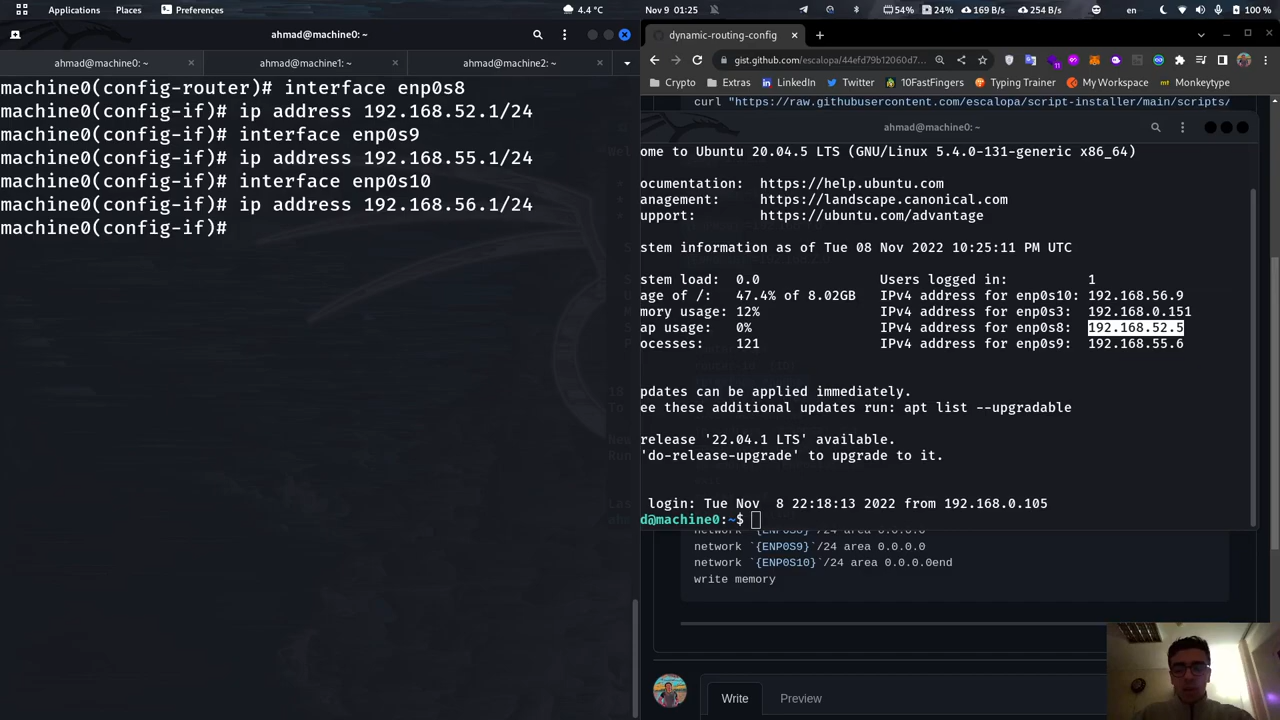 Applications Places Preferences
4.4 °C
Nov 9 01:25
54% 24% 169 B/s 254 B/s en 100 %
ahmad@machine0: ~
ahmad@machine0: ~ ahmad@machine1: ~ ahmad@machine2: ~
machine0(config-router)# interface enp0s8
machine0(config-if)# ip address 192.168.52.1/24
machine0(config-if)# interface enp0s9
machine0(config-if)# ip address 192.168.55.1/24
machine0(config-if)# interface enp0s10
machine0(config-if)# ip address 192.168.56.1/24
machine0(config-if)#
dynamic-routing-config
gist.github.com/escalopa/44efd79b12060d7...
Crypto Extras LinkedIn Twitter 10FastFingers Typing Trainer My Workspace Monkeytype
curl "https://raw.githubusercontent.com/escalopa/script-installer/main/scripts/
ahmad@machine0: ~
ome to Ubuntu 20.04.5 LTS (GNU/Linux 5.4.0-131-generic x86_64)
ocumentation: https://help.ubuntu.com
anagement: https://landscape.canonical.com
upport: https://ubuntu.com/advantage
stem information as of Tue 08 Nov 2022 10:25:11 PM UTC
stem load: 0.0 Users logged in: 1
age of /: 47.4% of 8.02GB IPv4 address for enp0s10: 192.168.56.9
mory usage: 12% IPv4 address for enp0s3: 192.168.0.151
ap usage: 0% IPv4 address for enp0s8: 192.168.52.5
ocesses: 121 IPv4 address for enp0s9: 192.168.55.6
pdates can be applied immediately.
ee these additional updates run: apt list --upgradable
release '22.04.1 LTS' available.
'do-release-upgrade' to upgrade to it.
login: Tue Nov 8 22:18:13 2022 from 192.168.0.105
d@machine0:~$
network `{ENP0S9}`/24 area 0.0.0.0
network `{ENP0S10}`/24 area 0.0.0.0end
write memory
Write Preview